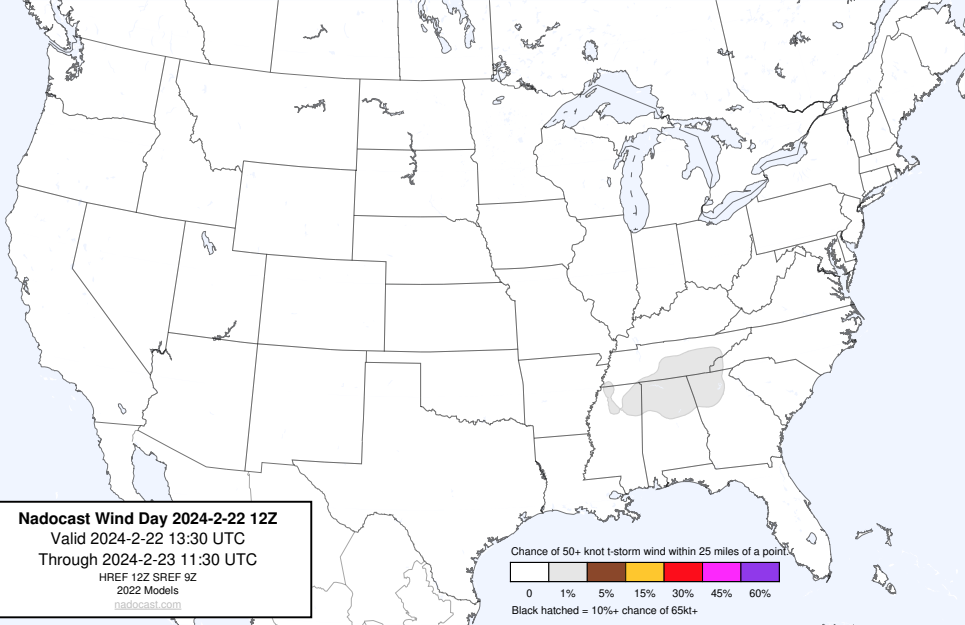 Nadocast Wind Day 2024-2-22 12Z
Valid 2024-2-22 13:30 UTC
Through 2024-2-23 11:30 UTC
HREF 12Z SREF 9Z
2022 Models
nadocast.com
Chance of 50+ knot t-storm wind within 25 miles of a point.
0 1% 5% 15% 30% 45% 60%
Black hatched = 10%+ chance of 65kt+